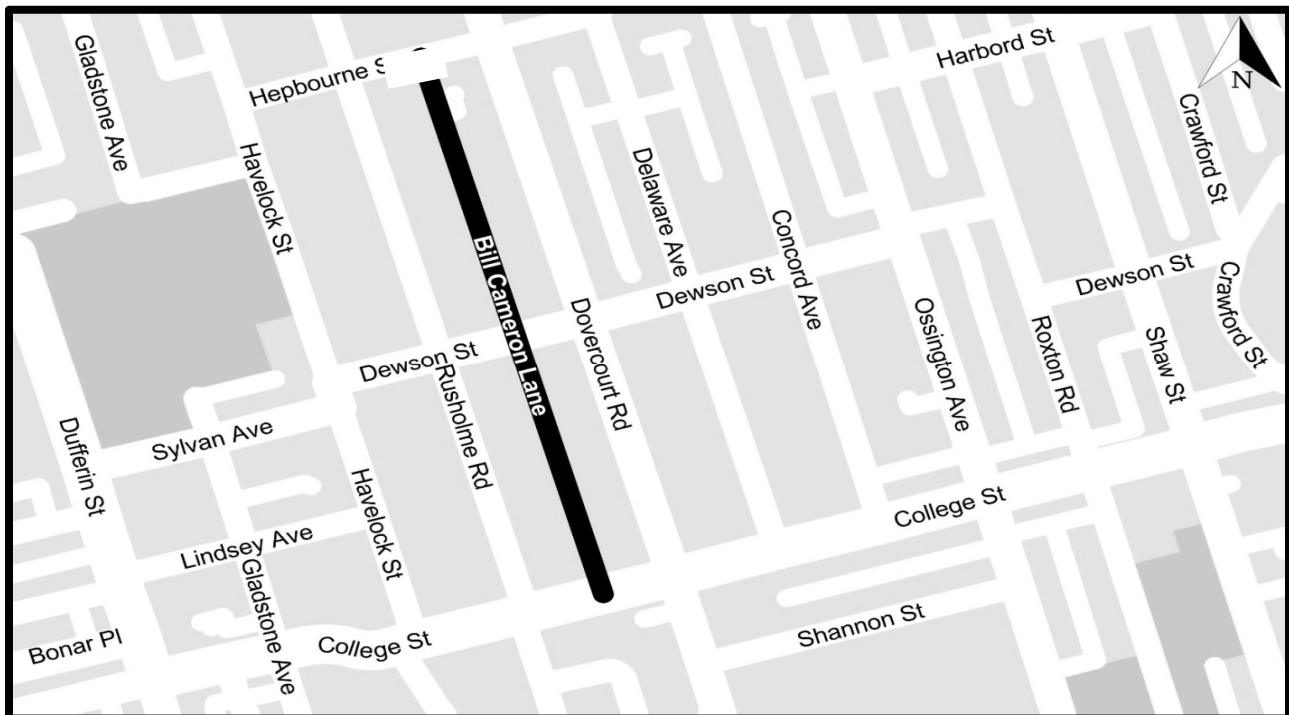 Gladstone Ave
Hepbourne S
Harbord St
N
Crawford St
Havelock St
Delaware Ave
Concord Ave
Bill Cameron Lane
Dewson St
Dewson St
Crawford St
Dovercourt Rd
Ossington Ave
Roxton Rd
Shaw St
Dewson St
Rusholme Rd
Sylvan Ave
Dufferin St
Havelock St
College St
Lindsey Ave
Gladstone Ave
Shannon St
College St
Bonar Pl